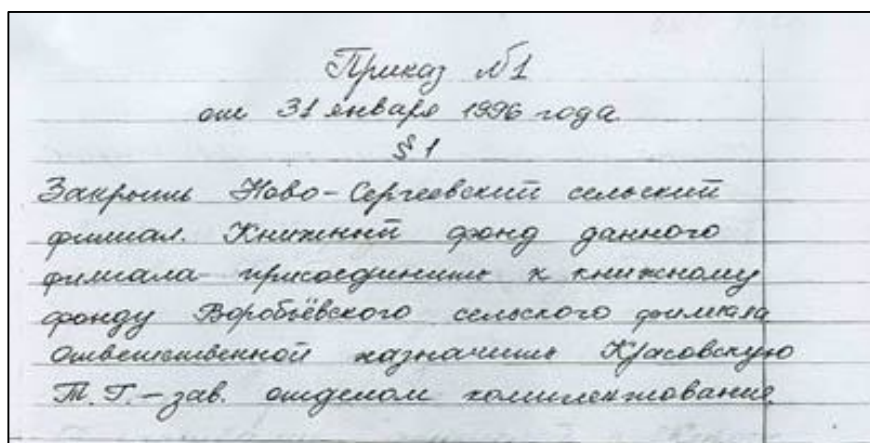 Приказ №1
от 31 января 1996 года.
§ 1
Закрыть Ново-Сергеевский сельский
филиал. Книжный фонд данного
филиала присоединить к книжному
фонду Воробьёвского сельского филиала
Ответственной назначить Красовскую
Т. Г. – зав. отделом комплектование.